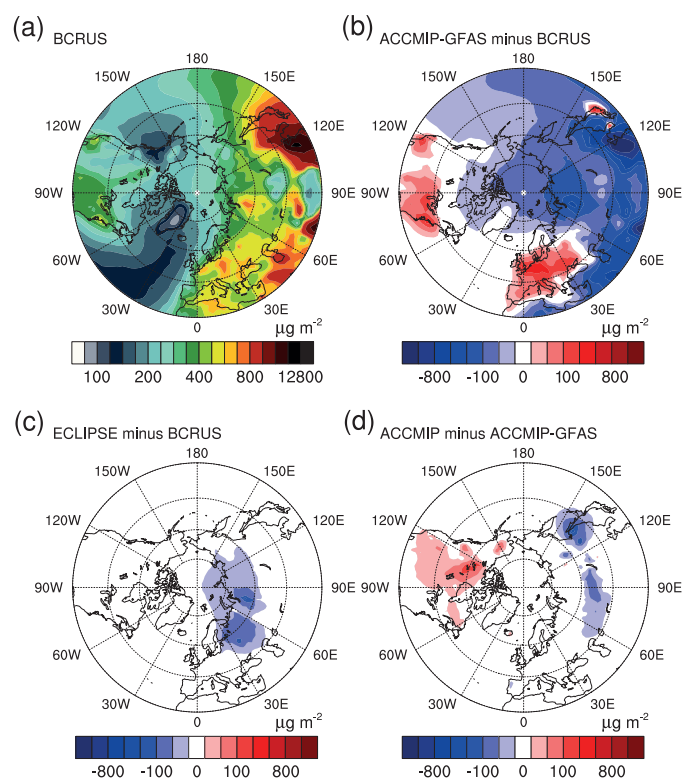 (a) BCRUS
180
150W 150E
120W 120E
90W 90E
60W 60E
30E
0
µg m-2
100 200 400 800 12800
(b) ACCMIP-GFAS minus BCRUS
180
150W 150E
120W 120E
90W 90E
60W 60E
30W 30E
0
µg m-2
-800 -100 0 100 800
(c) ECLIPSE minus BCRUS
180
150W 150E
120W 120E
90W 90E
60W 60E
30W 30E
0
µg m-2
-800 -100 0 100 800
(d) ACCMIP minus ACCMIP-GFAS
180
150W 150E
120W 120E
90W 90E
60W 60E
30W 30E
0
µg m-2
-800 -100 0 100 800